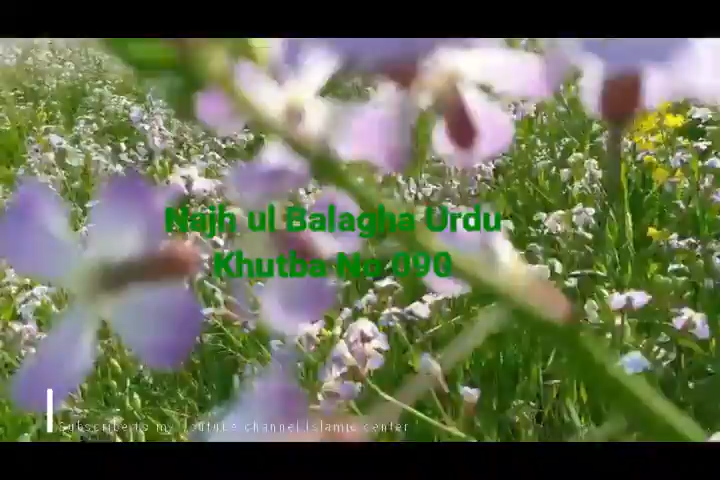 Najh ul Balagha Urdu
Khutba No 090
Subscribe to my Youtube channel Islamic center